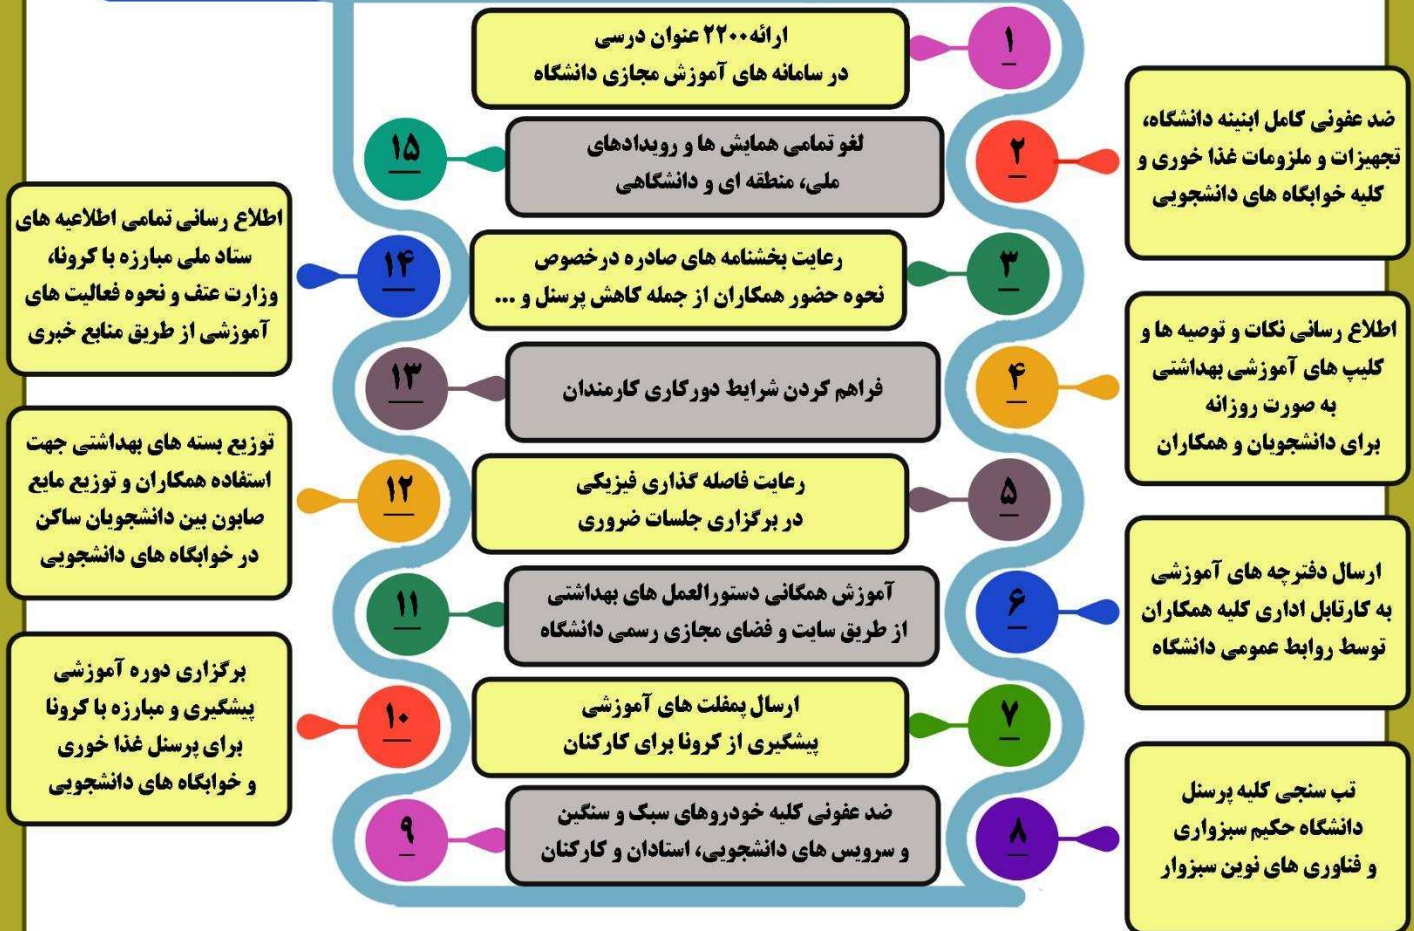 ۱
ارائه ۲۲۰۰ عنوان درسی
در سامانه های آموزش مجازی دانشگاه
۲
ضد عفونی کامل ابنینه دانشگاه،
تجهیزات و ملزومات غذا خوری و
کلیه خوابگاه های دانشجویی
۳
رعایت بخشنامه های صادره درخصوص
نحوه حضور همکاران از جمله کاهش پرسنل و ...
۴
اطلاع رسانی نکات و توصیه ها و
کلیپ های آموزشی بهداشتی
به صورت روزانه
برای دانشجویان و همکاران
۵
رعایت فاصله گذاری فیزیکی
در برگزاری جلسات ضروری
۶
ارسال دفترچه های آموزشی
به کارتابل اداری کلیه همکاران
توسط روابط عمومی دانشگاه
۷
ارسال پمفلت های آموزشی
پیشگیری از کرونا برای کارکنان
۸
تب سنجی کلیه پرسنل
دانشگاه حکیم سبزواری
و فناوری های نوین سبزوار
۹
ضد عفونی کلیه خودروهای سبک و سنگین
و سرویس های دانشجویی، استادان و کارکنان
۱۰
برگزاری دوره آموزشی
پیشگیری و مبارزه با کرونا
برای پرسنل غذا خوری
و خوابگاه های دانشجویی
۱۱
آموزش همگانی دستورالعمل های بهداشتی
از طریق سایت و فضای مجازی رسمی دانشگاه
۱۲
توزیع بسته های بهداشتی جهت
استفاده همکاران و توزیع مایع
صابون بین دانشجویان ساکن
در خوابگاه های دانشجویی
۱۳
فراهم کردن شرایط دورکاری کارمندان
۱۴
اطلاع رسانی تمامی اطلاعیه های
ستاد ملی مبارزه با کرونا،
وزارت عتف و نحوه فعالیت های
آموزشی از طریق منابع خبری
۱۵
لغو تمامی همایش ها و رویدادهای
ملی، منطقه ای و دانشگاهی